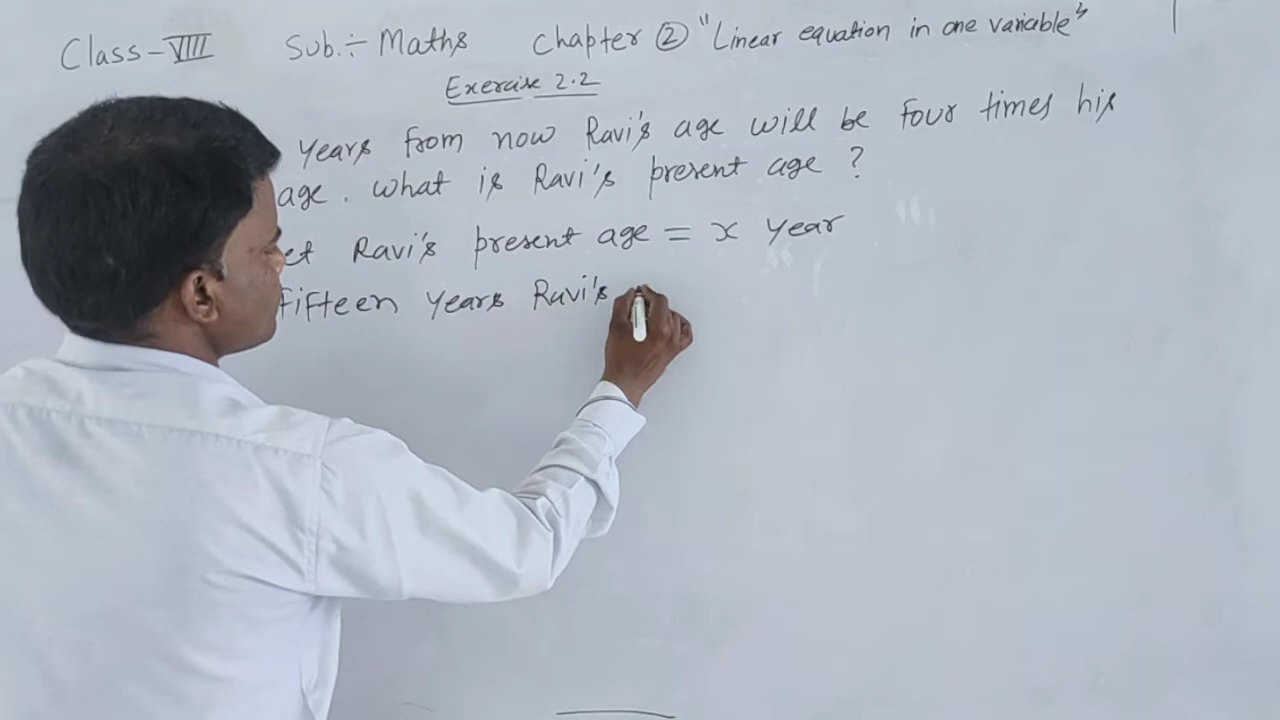 Class-VIII Sub.÷ Maths Chapter ② "Linear equation in one variable"
Exercise 2.2
years from now Ravi's age will be four times his
age. what is Ravi's present age ?
et Ravi's present age = x year
fifteen years Ravi's